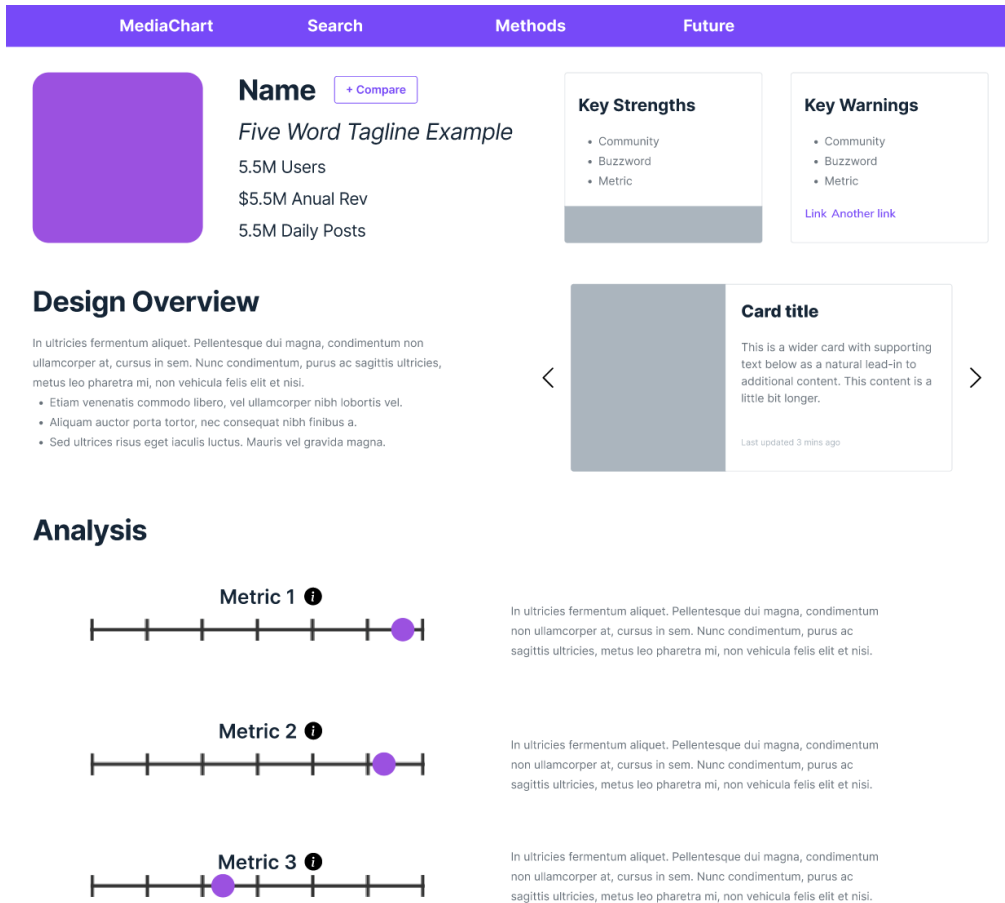 MediaChart Search Methods Future
Name
+ Compare
Five Word Tagline Example
5.5M Users
$5.5M Anual Rev
5.5M Daily Posts
Key Strengths
• Community
• Buzzword
• Metric
Key Warnings
• Community
• Buzzword
• Metric
Link Another link
Design Overview
In ultricies fermentum aliquet. Pellentesque dui magna, condimentum non
ullamcorper at, cursus in sem. Nunc condimentum, purus ac sagittis ultricies,
metus leo pharetra mi, non vehicula felis elit et nisi.
• Etiam venenatis commodo libero, vel ullamcorper nibh lobortis vel.
• Aliquam auctor porta tortor, nec consequat nibh finibus a.
• Sed ultrices risus eget iaculis luctus. Mauris vel gravida magna.
Card title
This is a wider card with supporting
text below as a natural lead-in to
additional content. This content is a
little bit longer.
Last updated 3 mins ago
Analysis
Metric 1 i
In ultricies fermentum aliquet. Pellentesque dui magna, condimentum
non ullamcorper at, cursus in sem. Nunc condimentum, purus ac
sagittis ultricies, metus leo pharetra mi, non vehicula felis elit et nisi.
Metric 2 i
In ultricies fermentum aliquet. Pellentesque dui magna, condimentum
non ullamcorper at, cursus in sem. Nunc condimentum, purus ac
sagittis ultricies, metus leo pharetra mi, non vehicula felis elit et nisi.
Metric 3 i
In ultricies fermentum aliquet. Pellentesque dui magna, condimentum
non ullamcorper at, cursus in sem. Nunc condimentum, purus ac
sagittis ultricies, metus leo pharetra mi, non vehicula felis elit et nisi.